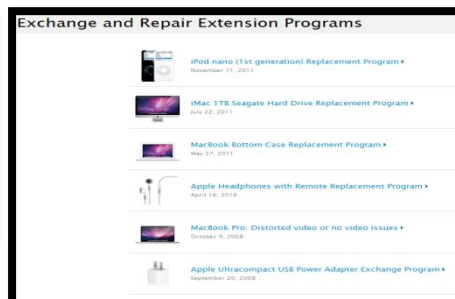 Exchange and Repair Extension Programs
iPod nano (1st generation) Replacement Program
November 11, 2011
iMac 1TB Seagate Hard Drive Replacement Program
July 22, 2011
MacBook Bottom Case Replacement Program
May 27, 2011
Apple Headphones with Remote Replacement Program
April 16, 2010
MacBook Pro: Distorted video or no video issues
October 9, 2008
Apple Ultracompact USB Power Adapter Exchange Program
September 20, 2008